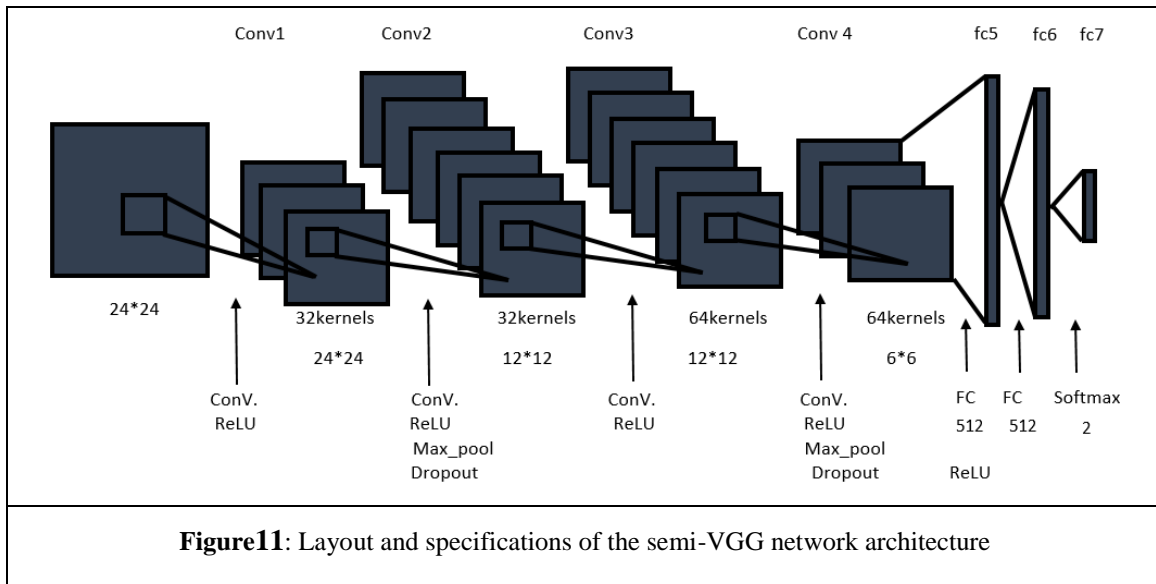 Conv1 Conv2 Conv3 Conv 4 fc5 fc6 fc7
24*24 32kernels 32kernels 64kernels 64kernels
24*24 12*12 12*12 6*6
ConV. ConV. ConV. ConV. FC FC Softmax
ReLU ReLU ReLU ReLU 512 512 2
Max_pool Max_pool
Dropout Dropout ReLU
Figure11: Layout and specifications of the semi-VGG network architecture